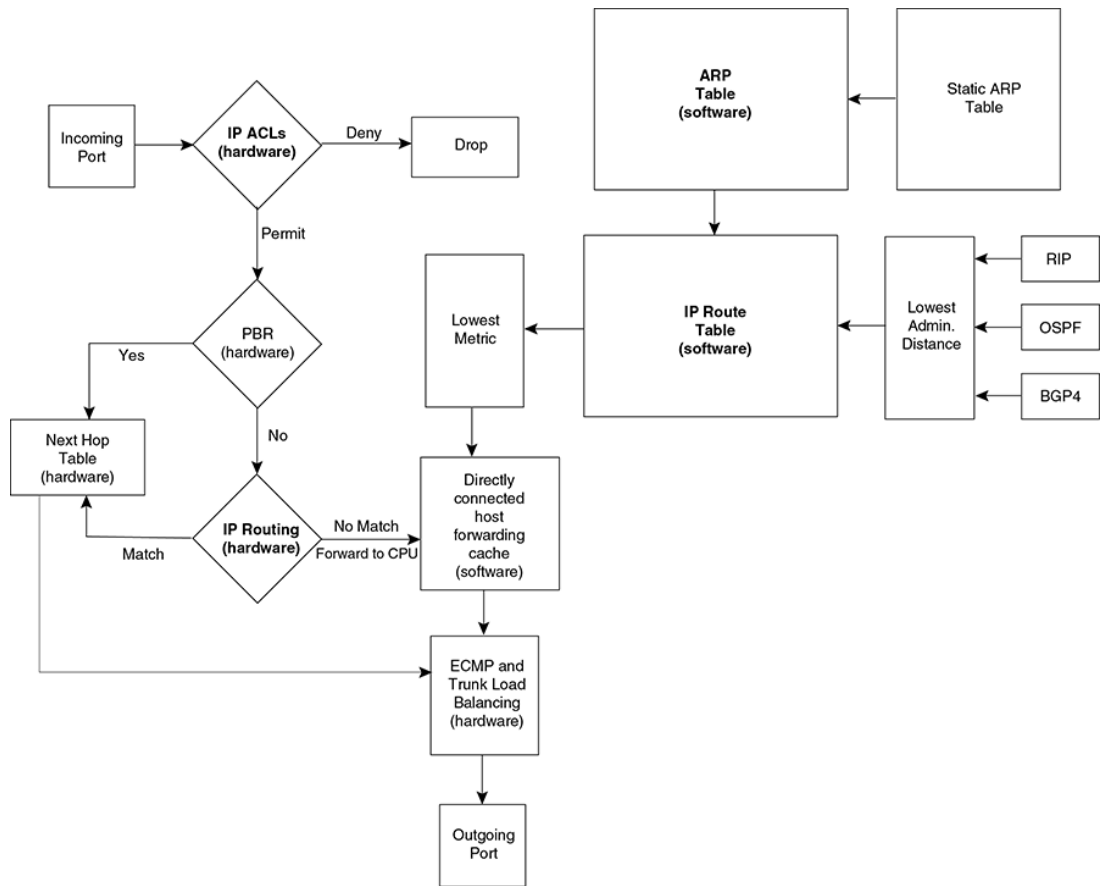 ARP
Table
(software)
Static ARP
Table
Incoming
Port
IP ACLs
(hardware)
Deny
Drop
Permit
Lowest
Metric
IP Route
Table
(software)
Lowest
Admin.
Distance
RIP
OSPF
BGP4
PBR
(hardware)
Yes
No
Next Hop
Table
(hardware)
Match
IP Routing
(hardware)
No Match
Forward to CPU
Directly
connected
host
forwarding
cache
(software)
ECMP and
Trunk Load
Balancing
(hardware)
Outgoing
Port